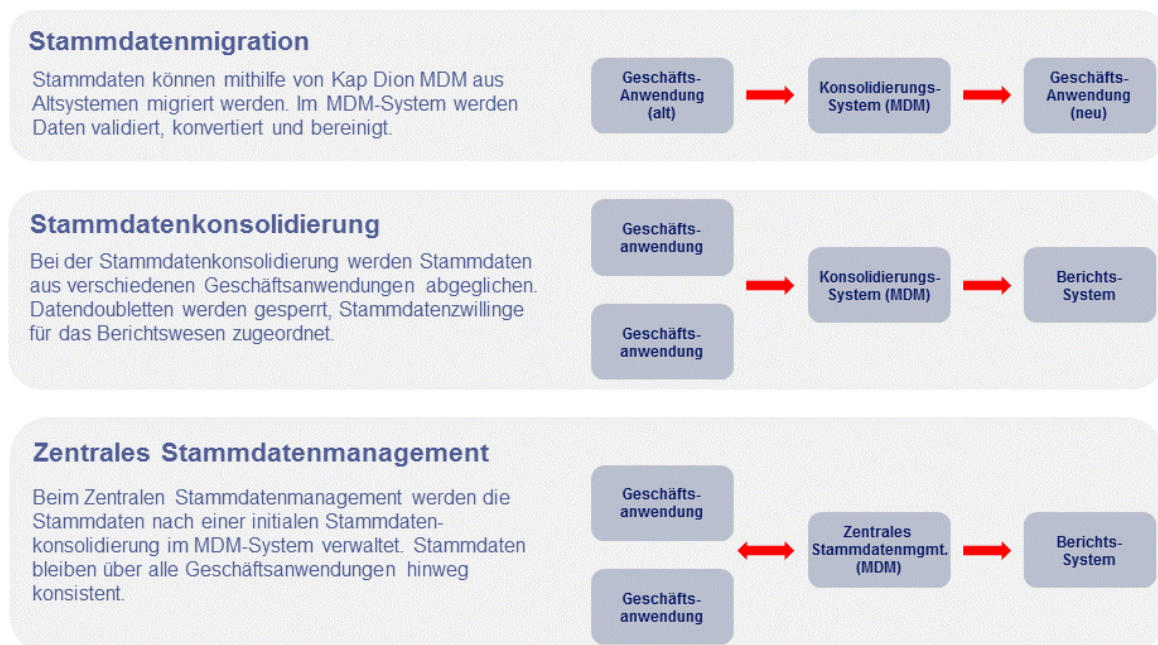 Stammdatenmigration
Stammdaten können mithilfe von Kap Dion MDM aus
Altsystemen migriert werden. Im MDM-System werden
Daten validiert, konvertiert und bereinigt.
Geschäfts-
Anwendung
(alt)
Konsolidierungs-
System (MDM)
Geschäfts-
Anwendung
(neu)
Stammdatenkonsolidierung
Bei der Stammdatenkonsolidierung werden Stammdaten
aus verschiedenen Geschäftsanwendungen abgeglichen.
Datendoubletten werden gesperrt, Stammdatenzwillinge
für das Berichtswesen zugeordnet.
Geschäfts-
anwendung
Geschäfts-
anwendung
Konsolidierungs-
System (MDM)
Berichts-
System
Zentrales Stammdatenmanagement
Beim Zentralen Stammdatenmanagement werden die
Stammdaten nach einer initialen Stammdaten-
konsolidierung im MDM-System verwaltet. Stammdaten
bleiben über alle Geschäftsanwendungen hinweg
konsistent.
Geschäfts-
anwendung
Geschäfts-
anwendung
Zentrales
Stammdatenmgmt.
(MDM)
Berichts-
System